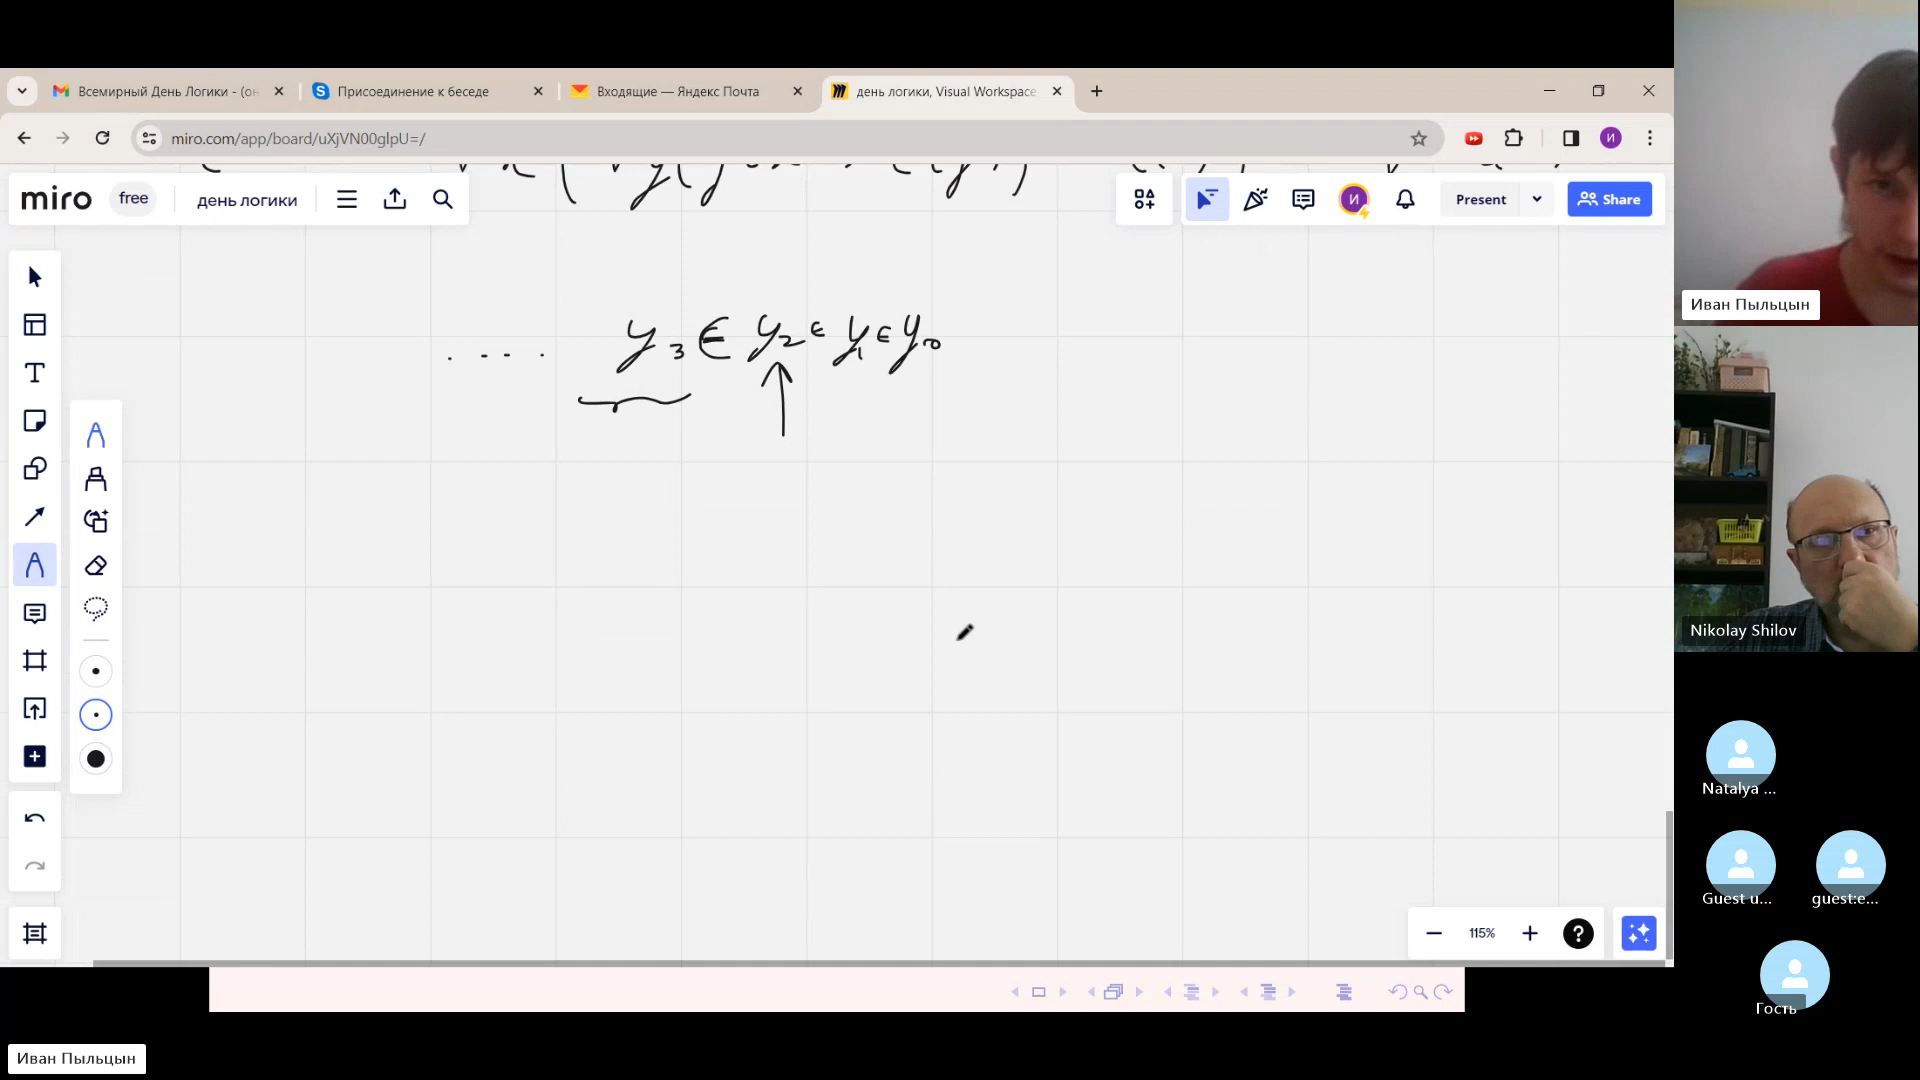 Всемирный День Логики - (он
Присоединение к беседе
Входящие — Яндекс Почта
день логики, Visual Workspace
miro.com/app/board/uXjVN00glpU=/
И
miro
free
день логики
И
Present
Share
.... y₃ ∈ y₂ ∈ y₁ ∈ y₀
115%
Иван Пыльцын
Nikolay Shilov
Natalya ...
Guest u...
guest:e...
Гость
Иван Пыльцын